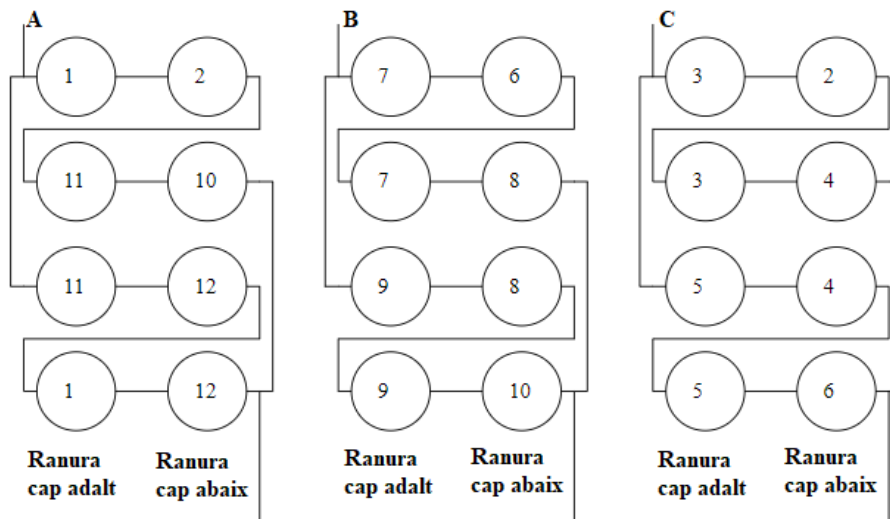 A B C
1 2 7 6 3 2
11 10 7 8 3 4
11 12 9 8 5 4
1 12 9 10 5 6
Ranura Ranura Ranura Ranura Ranura Ranura
cap adalt cap abaix cap adalt cap abaix cap adalt cap abaix